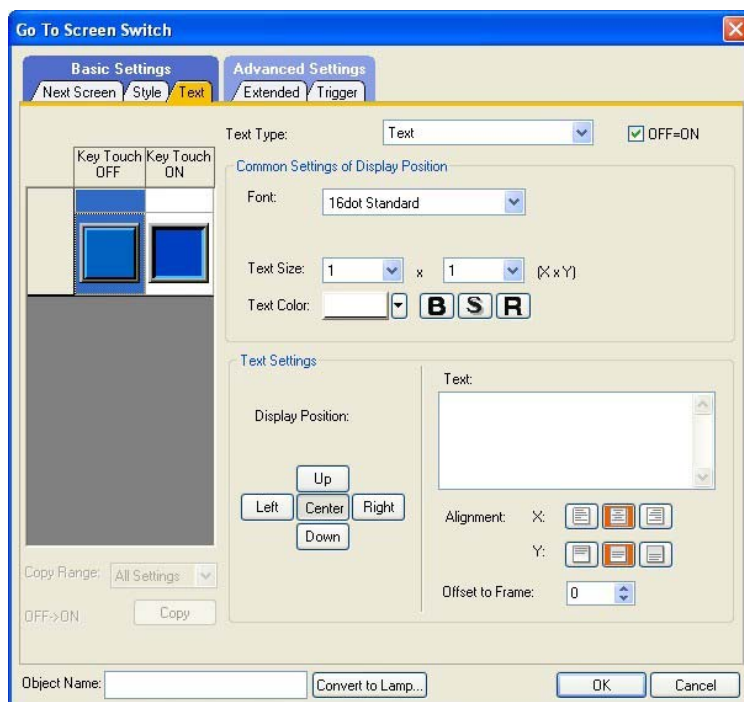 Go To Screen Switch
Basic Settings
Advanced Settings
Next Screen Style Text Extended Trigger
Text Type: Text OFF=ON
Key Touch OFF
Key Touch ON
Common Settings of Display Position
Font: 16dot Standard
Text Size: 1 x 1 (X x Y)
Text Color: B S R
Text Settings
Text:
Display Position:
Up
Left Center Right
Down
Alignment: X:
Y:
Offset to Frame: 0
Copy Range: All Settings
OFF->ON Copy
Object Name: Convert to Lamp... OK Cancel